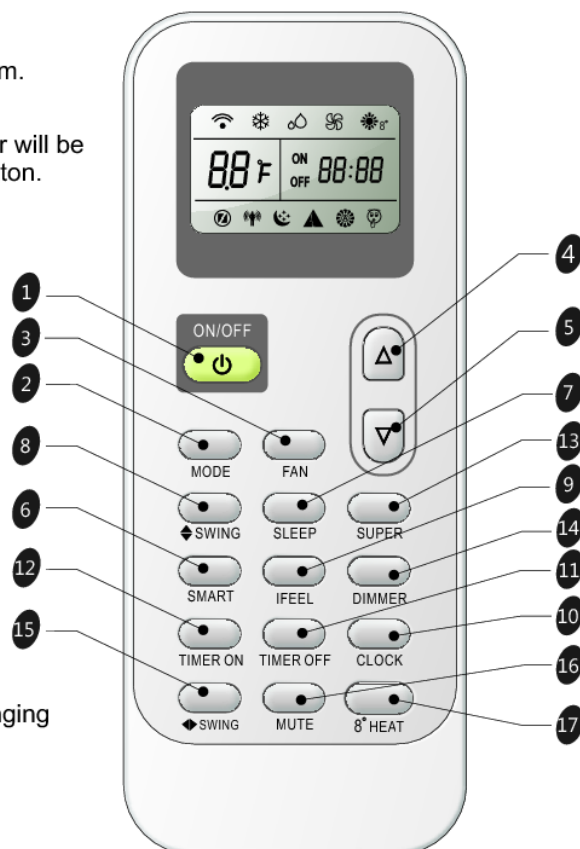 m.
r will be
ton.
8°
88°F ON 88:88
OFF
1
ON/OFF
4
3
5
2
7
MODE FAN
8
13
SWING SLEEP SUPER
9
6
14
SMART IFEEL DIMMER
12
11
TIMER ON TIMER OFF CLOCK
10
15
16
SWING MUTE 8°HEAT
17
nging